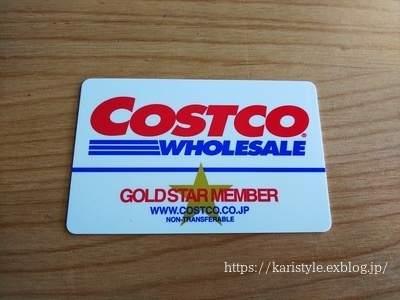 COSTCO
WHOLESALE
GOLD STAR MEMBER
WWW.COSTCO.CO.JP
NON-TRANSFERABLE
https://karistyle.exblog.jp/